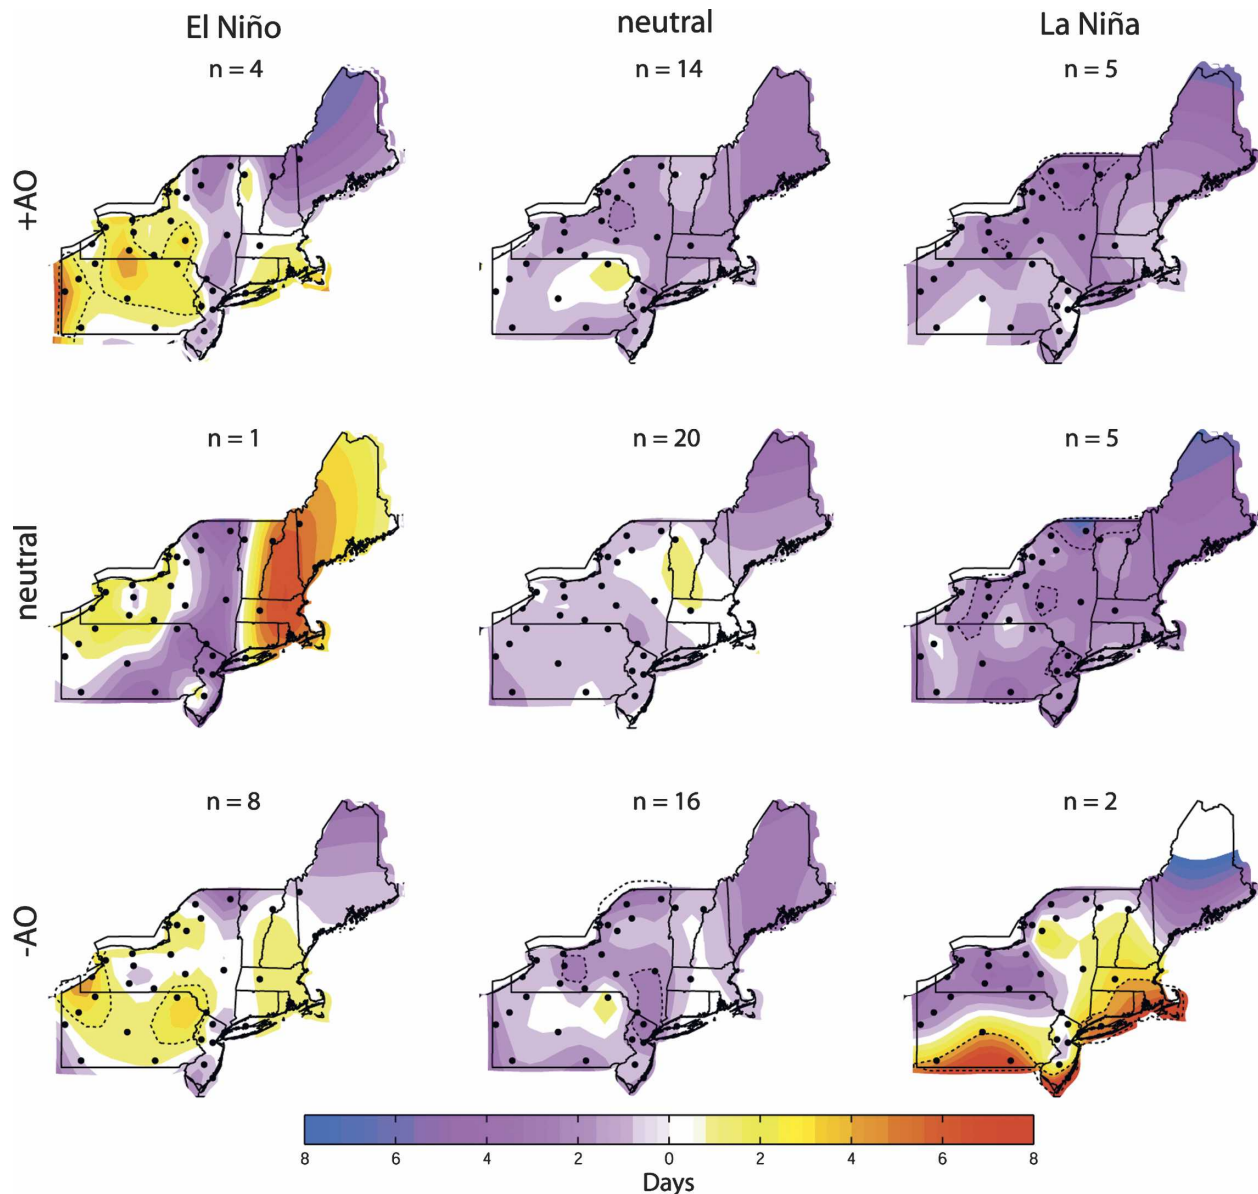 El Niño
neutral
La Niña
n = 4
n = 14
n = 5
+AO
n = 1
n = 20
n = 5
neutral
n = 8
n = 16
n = 2
-AO
8 6 4 2 0 2 4 6 8
Days